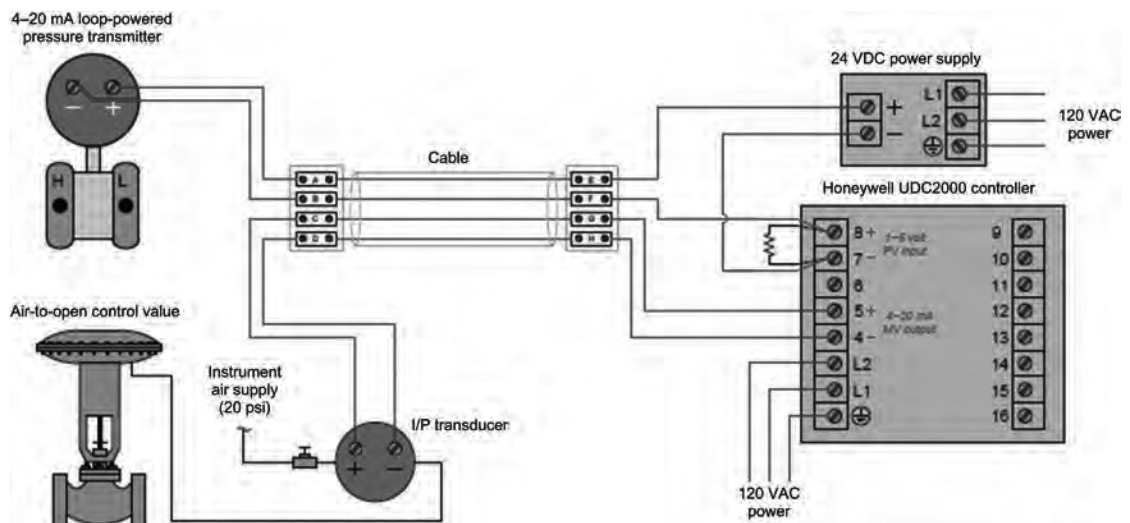 4–20 mA loop-powered
pressure transmitter
− +
H L
24 VDC power supply
+ L1
− L2
120 VAC
power
Cable
A E
B F
C G
D H
Honeywell UDC2000 controller
8 + 1–5 volt 9
7 − PV input 10
6 11
5 + 4–20 mA 12
4 − MV output 13
L2 14
L1 15
16
Air-to-open control value
Instrument
air supply
(20 psi)
I/P transducer
+ −
120 VAC
power